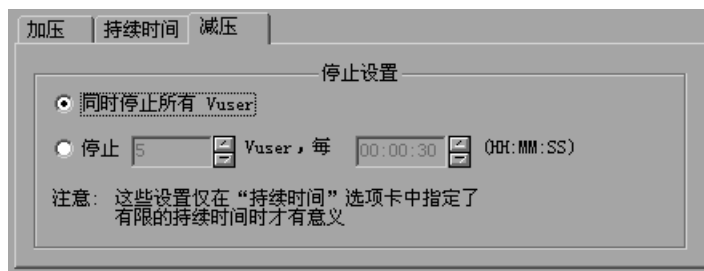 加压 持续时间 减压
停止设置
同时停止所有 Vuser
停止 5 Vuser，每 00:00:30 (HH:MM:SS)
注意： 这些设置仅在“持续时间”选项卡中指定了
有限的持续时间时才有意义